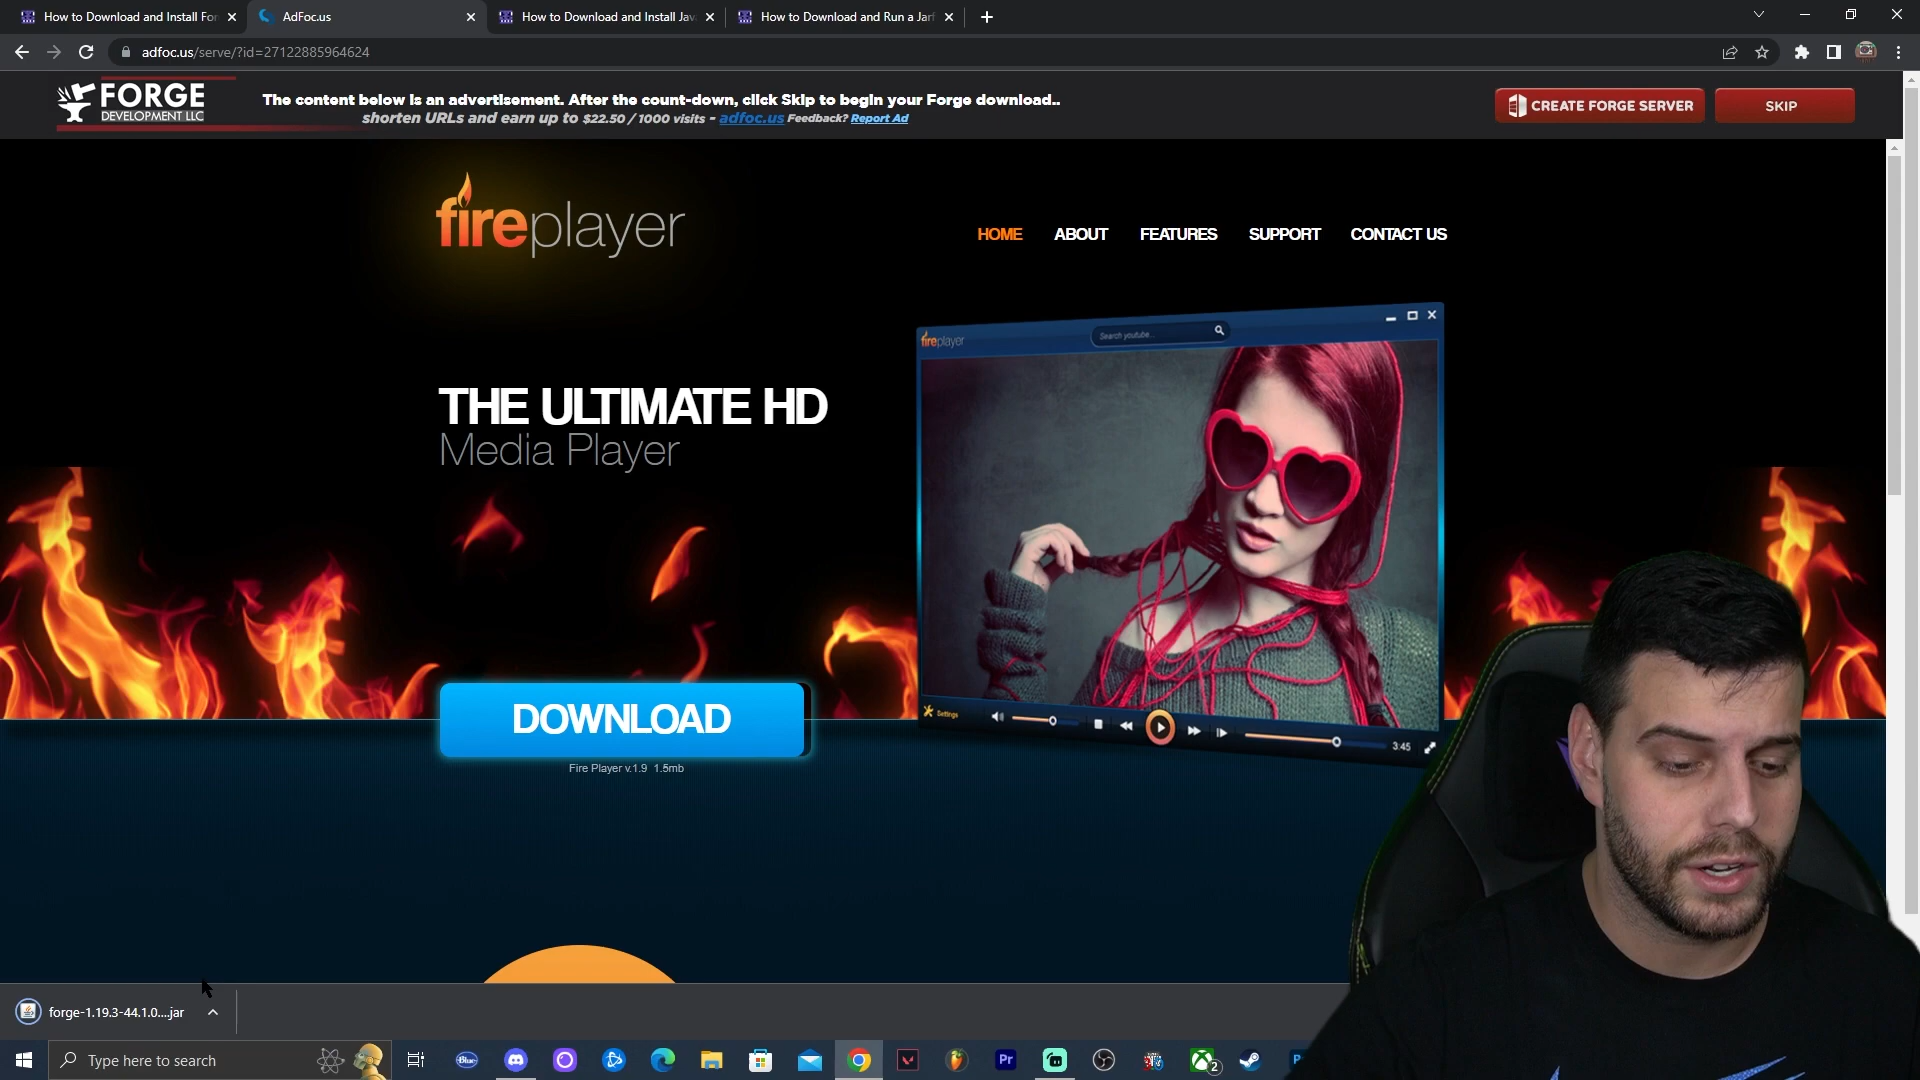 How to Download and Install For
AdFoc.us
How to Download and Install Jav
How to Download and Run a Jarf
adfoc.us/serve/?id=27122885964624
FORGE
DEVELOPMENT LLC
The content below is an advertisement. After the count-down, click Skip to begin your Forge download..
shorten URLs and earn up to $22.50 / 1000 visits - adfoc.us Feedback? Report Ad
CREATE FORGE SERVER
SKIP
fireplayer
HOME
ABOUT
FEATURES
SUPPORT
CONTACT US
fireplayer
Search youtube...
THE ULTIMATE HD
Media Player
Settings
3:45
DOWNLOAD
Fire Player v.1.9 1.5mb
forge-1.19.3-44.1.0....jar
Type here to search
Blue
Pr
2